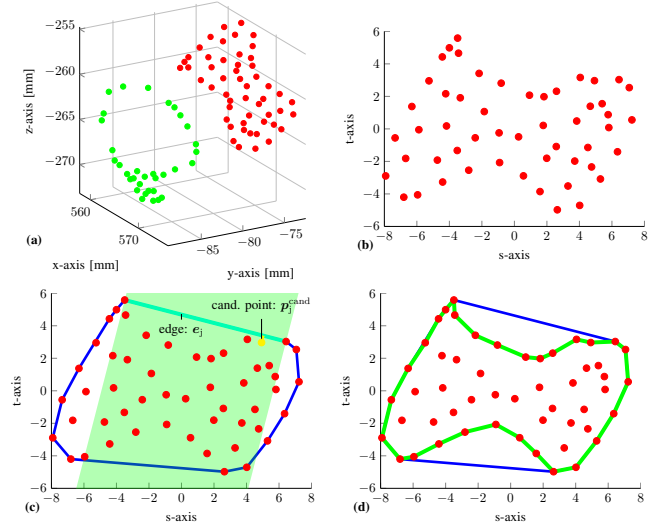 −255
−260
−265
−270
z-axis [mm]
560
570
x-axis [mm]
−85
−80
−75
y-axis [mm]
(a)
6
4
2
0
−2
−4
−6
t-axis
−8 −6 −4 −2 0 2 4 6 8
s-axis
(b)
6
4
2
0
−2
−4
−6
t-axis
cand. point: p_j^cand
edge: e_j
−8 −6 −4 −2 0 2 4 6 8
s-axis
(c)
6
4
2
0
−2
−4
−6
t-axis
−8 −6 −4 −2 0 2 4 6 8
s-axis
(d)